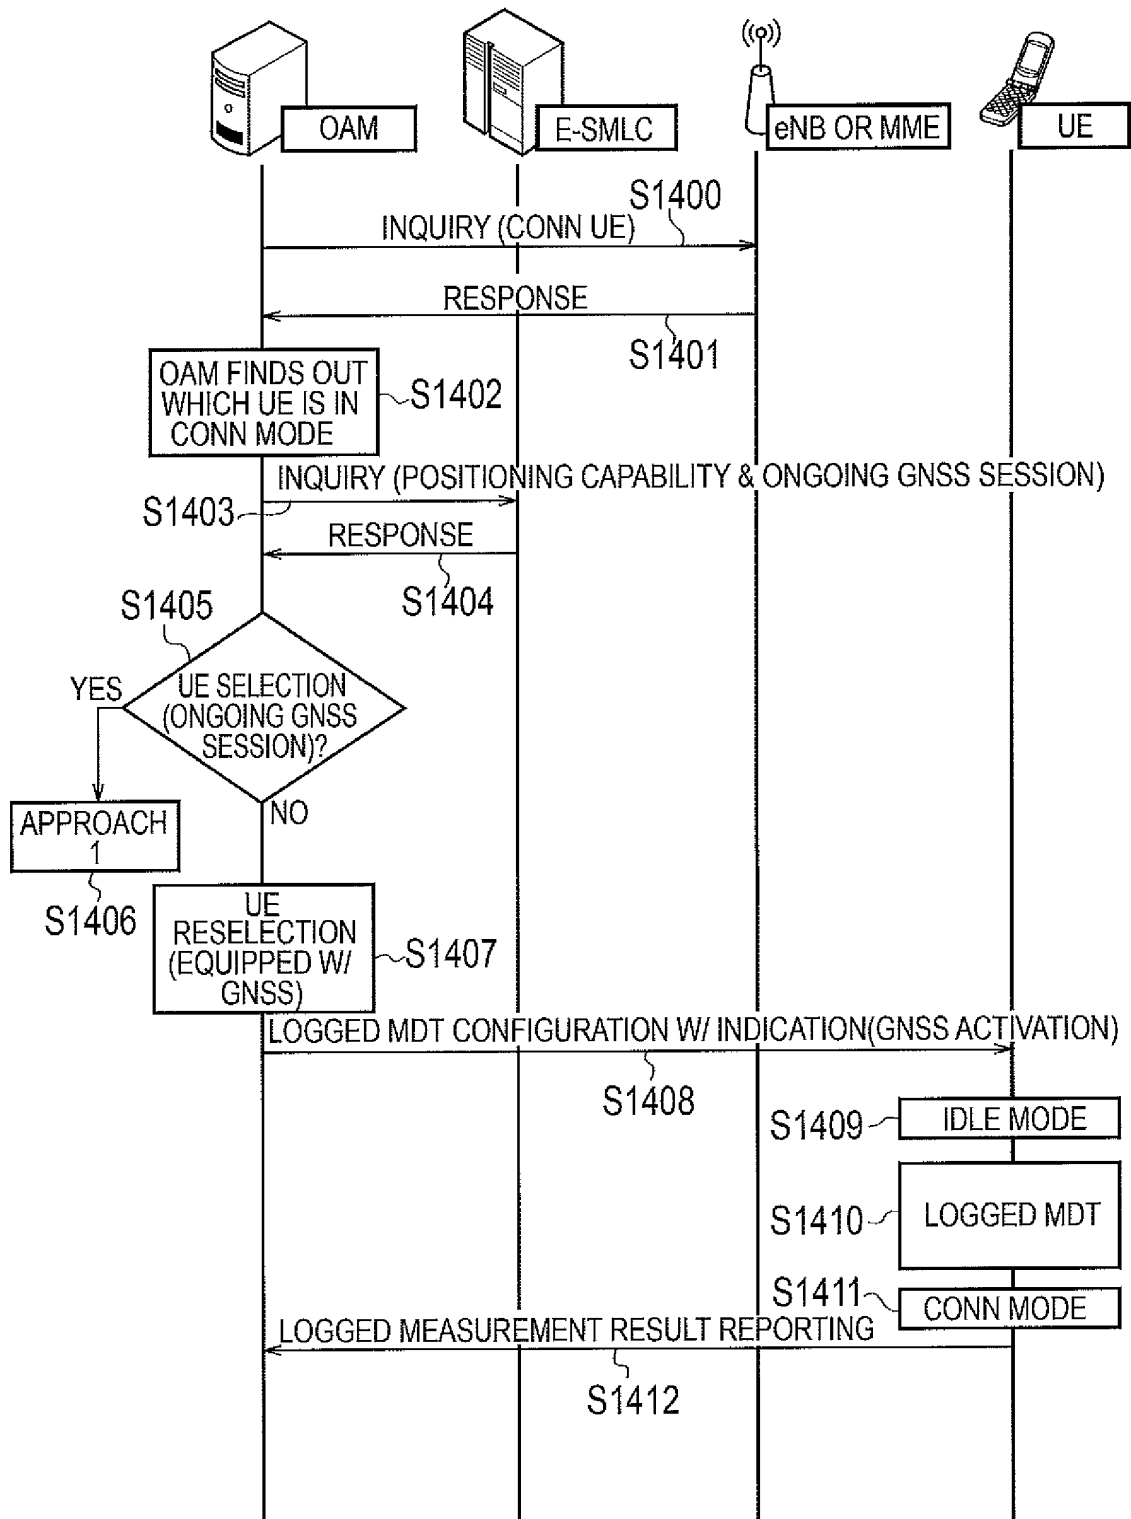 OAM
E-SMLC
eNB OR MME
UE
S1400
INQUIRY (CONN UE)
RESPONSE
S1401
OAM FINDS OUT
WHICH UE IS IN
CONN MODE
S1402
INQUIRY (POSITIONING CAPABILITY & ONGOING GNSS SESSION)
S1403
RESPONSE
S1404
S1405
YES
UE SELECTION
(ONGOING GNSS
SESSION)?
NO
APPROACH
1
S1406
UE
RESELECTION
(EQUIPPED W/
GNSS)
S1407
LOGGED MDT CONFIGURATION W/ INDICATION(GNSS ACTIVATION)
S1408
S1409
IDLE MODE
S1410
LOGGED MDT
S1411
CONN MODE
LOGGED MEASUREMENT RESULT REPORTING
S1412